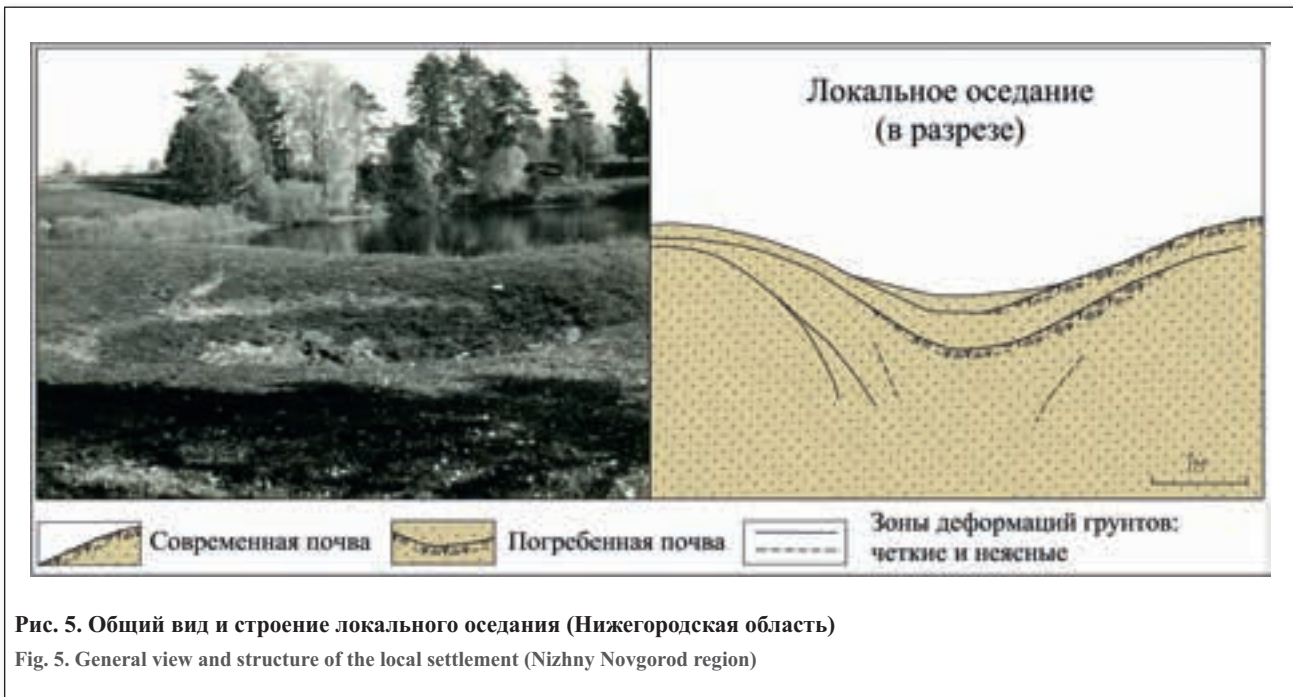 Локальное оседание
(в разрезе)
1м
Современная почва
Погребенная почва
Зоны деформаций грунтов:
четкие и неясные
Рис. 5. Общий вид и строение локального оседания (Нижегородская область)
Fig. 5. General view and structure of the local settlement (Nizhny Novgorod region)